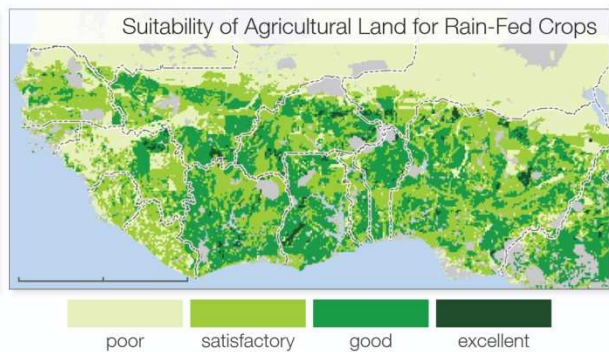 Suitability of Agricultural Land for Rain-Fed Crops
poor
satisfactory
good
excellent